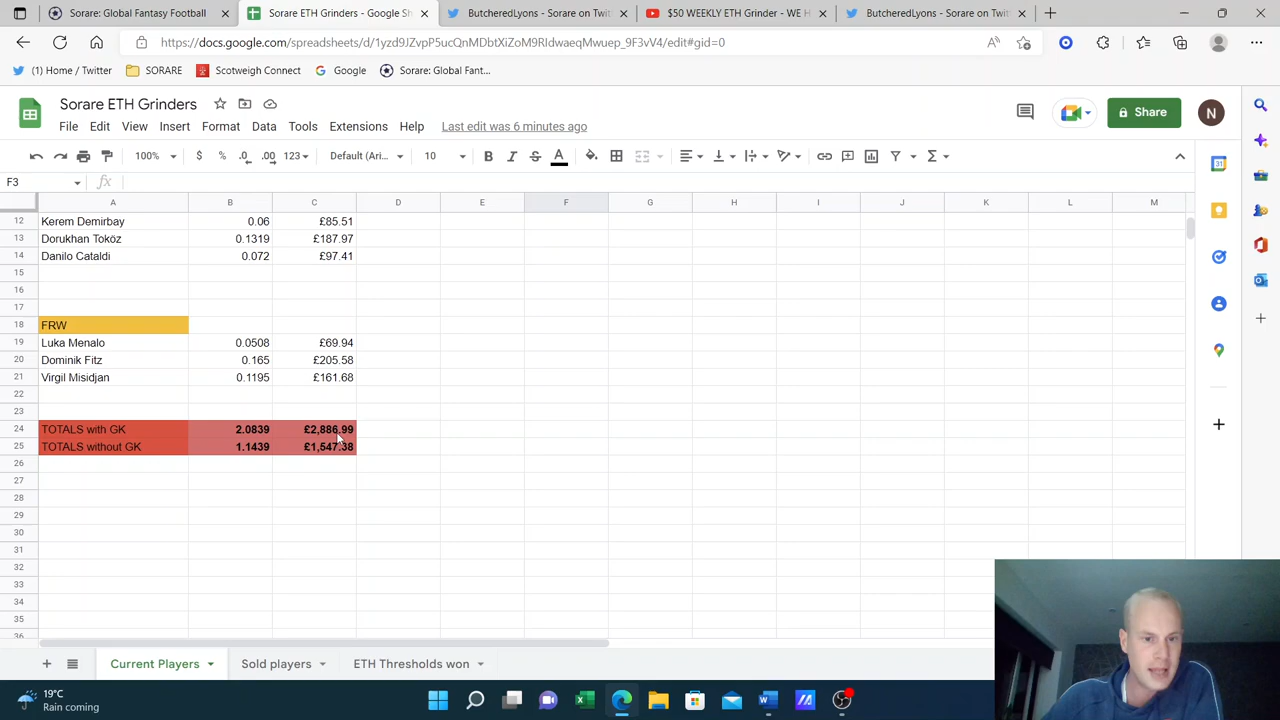 Sorare: Global Fantasy Football
Sorare ETH Grinders - Google Sh
ButcheredLyons - Sorare on Twit
$50 WEEKLY ETH Grinder - WE H
ButcheredLyons - Sorare on Twit
https://docs.google.com/spreadsheets/d/1yzd9JZvpP5ucQnMDbtXiZoM9RIdwaeqMwuep_9F3vV4/edit#gid=0
(1) Home / Twitter
SORARE
Scotweigh Connect
Google
Sorare: Global Fant...
Sorare ETH Grinders
File Edit View Insert Format Data Tools Extensions Help Last edit was 6 minutes ago
Share
N
100% $ % .0 .00 123 Default (Ari... 10 B I S A
F3 fx
A B C D E F G H I J K L M
12 Kerem Demirbay 0.06 £85.51
13 Dorukhan Toköz 0.1319 £187.97
14 Danilo Cataldi 0.072 £97.41
15
16
17
18 FRW
19 Luka Menalo 0.0508 £69.94
20 Dominik Fitz 0.165 £205.58
21 Virgil Misidjan 0.1195 £161.68
22
23
24 TOTALS with GK 2.0839 £2,886.99
25 TOTALS without GK 1.1439 £1,547.38
26
27
28
29
30
31
32
33
34
35
36
Current Players
Sold players
ETH Thresholds won
19°C
Rain coming